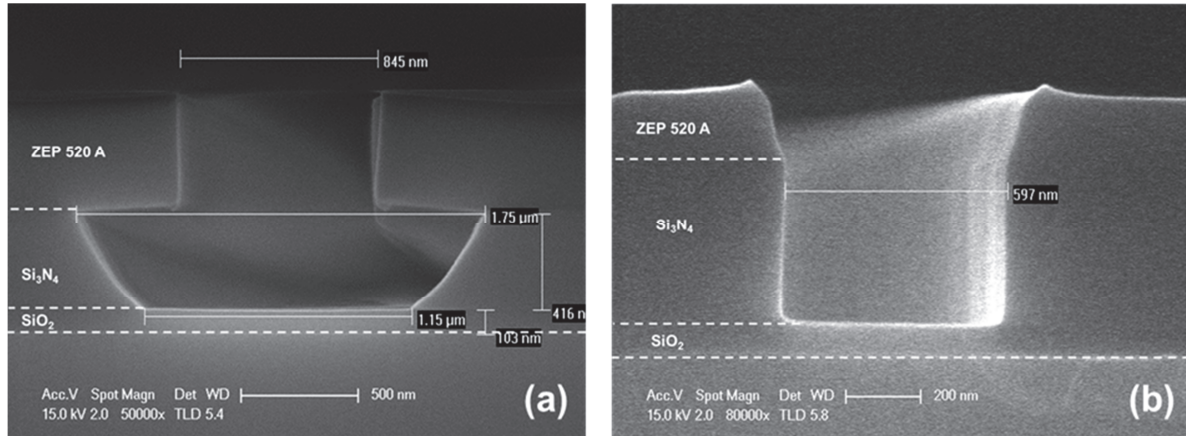 845 nm
ZEP 520 A
1.75 µm
Si₃N₄
416 n
SiO₂
1.15 µm
103 nm
Acc.V Spot Magn Det WD
500 nm
15.0 kV 2.0 50000x TLD 5.4
(a)
ZEP 520 A
597 nm
Si₃N₄
SiO₂
Acc.V Spot Magn Det WD
200 nm
15.0 kV 2.0 80000x TLD 5.8
(b)